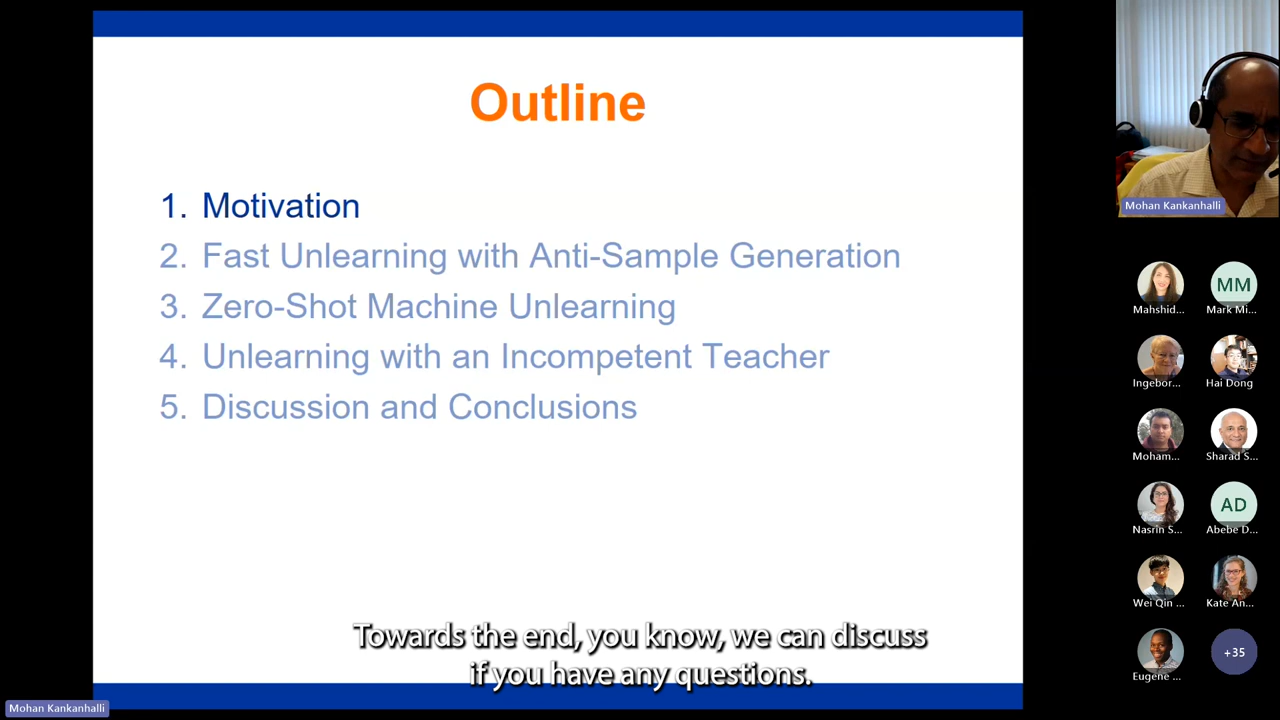 Outline
1. Motivation
2. Fast Unlearning with Anti-Sample Generation
3. Zero-Shot Machine Unlearning
4. Unlearning with an Incompetent Teacher
5. Discussion and Conclusions
Towards the end, you know, we can discuss
if you have any questions.
Mohan Kankanhalli
Mohan Kankanhalli
MM
Mahshid...
Mark Mi...
Ingebor...
Hai Dong
Moham...
Sharad S...
AD
Nasrin S...
Abebe D...
Wei Qin ...
Kate An...
+35
Eugene ...